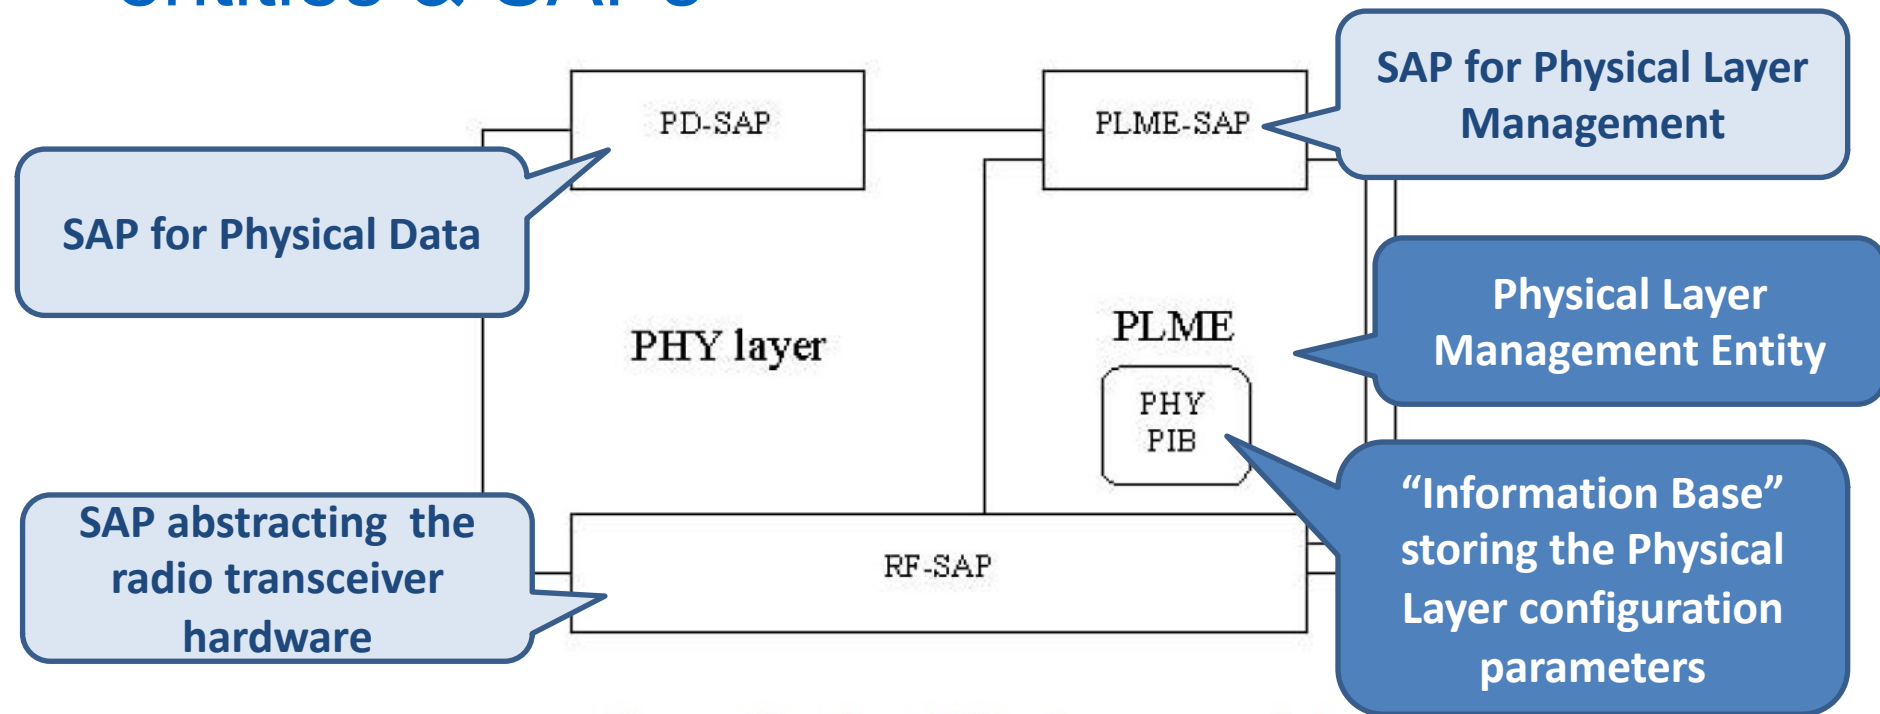 SAP for Physical Layer
Management
PD-SAP
PLME-SAP
SAP for Physical Data
Physical Layer
Management Entity
PHY layer
PLME
PHY
PIB
“Information Base”
storing the Physical
Layer configuration
parameters
SAP abstracting the
radio transceiver
hardware
RF-SAP